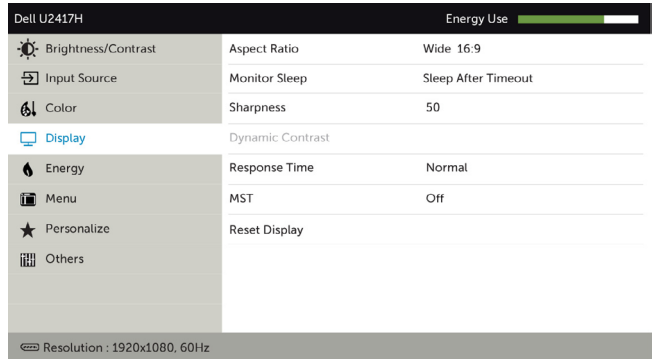 Dell U2417H Energy Use
Brightness/Contrast Aspect Ratio Wide 16:9
Input Source Monitor Sleep Sleep After Timeout
Color Sharpness 50
Display Dynamic Contrast
Energy Response Time Normal
Menu MST Off
Personalize Reset Display
Others
Resolution : 1920x1080, 60Hz